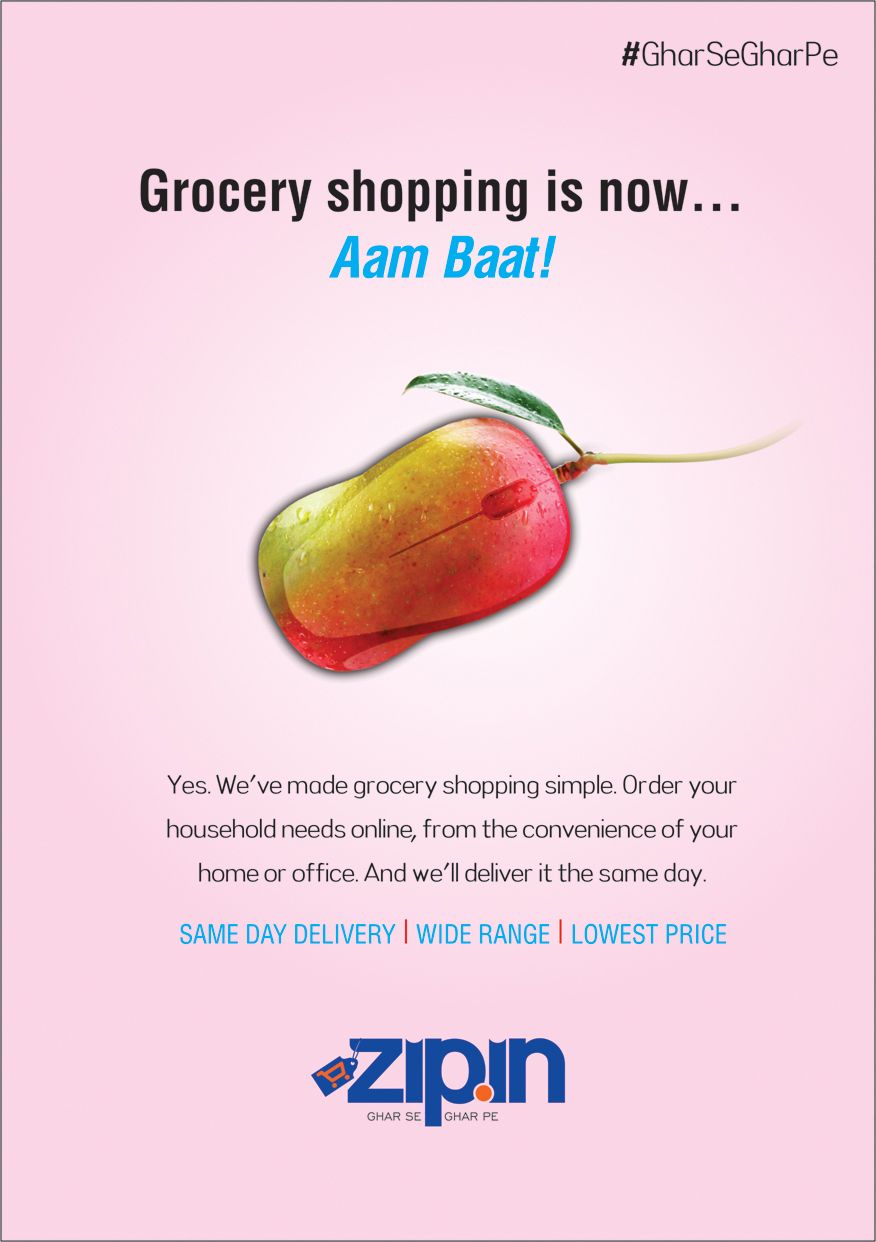 #GharSeGharPe
Grocery shopping is now...
Aam Baat!
Yes. We've made grocery shopping simple. Order your
household needs online, from the convenience of your
home or office. And we'll deliver it the same day.
SAME DAY DELIVERY | WIDE RANGE | LOWEST PRICE
zip.in
GHAR SE GHAR PE